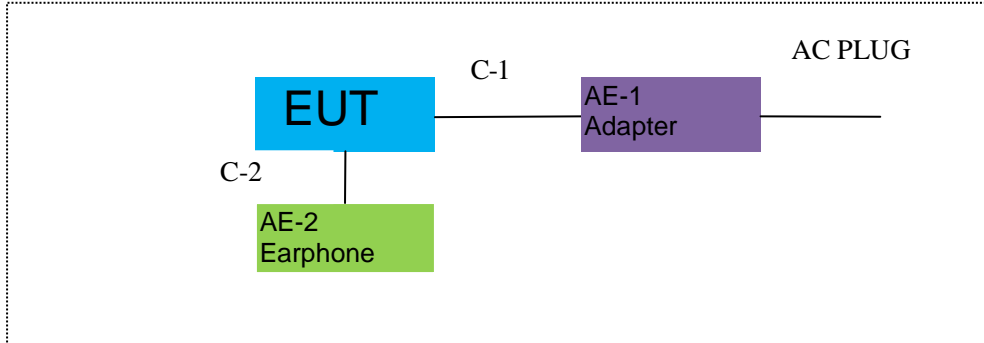 AC PLUG
C-1
EUT
AE-1
Adapter
C-2
AE-2
Earphone